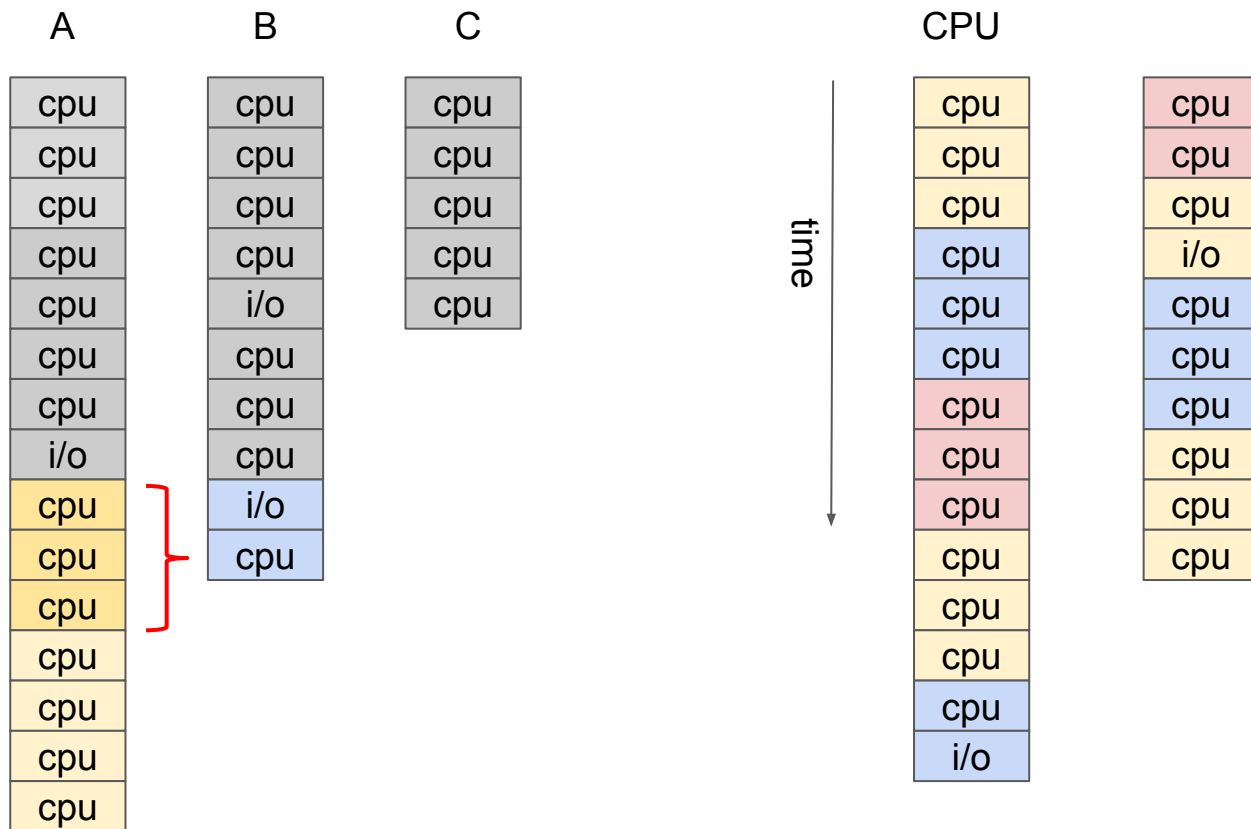 A B C CPU
cpu cpu cpu cpu cpu
cpu cpu cpu cpu cpu
cpu cpu cpu cpu cpu
cpu cpu cpu cpu i/o
cpu i/o cpu cpu cpu
cpu cpu cpu cpu
cpu cpu cpu cpu
i/o cpu cpu cpu
cpu i/o cpu cpu
cpu cpu cpu cpu
cpu cpu
cpu cpu
cpu cpu
cpu i/o
cpu
time